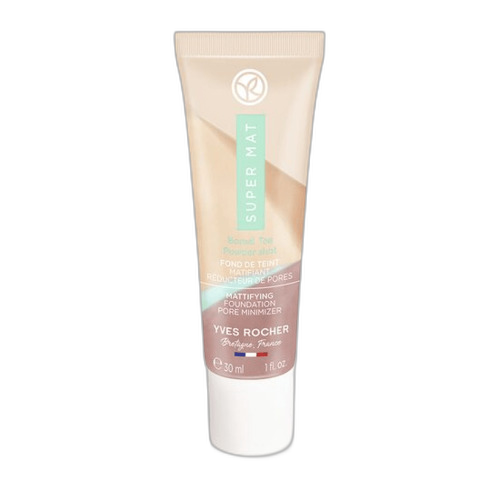 SUPER MAT
FOND DE TEINT
MATIFIANT
RÉDUCTEUR DE PORES
MATTIFYING
FOUNDATION
PORE MINIMIZER
YVES ROCHER
Bretagne, France
℮ 30 ml 1 fl. oz.